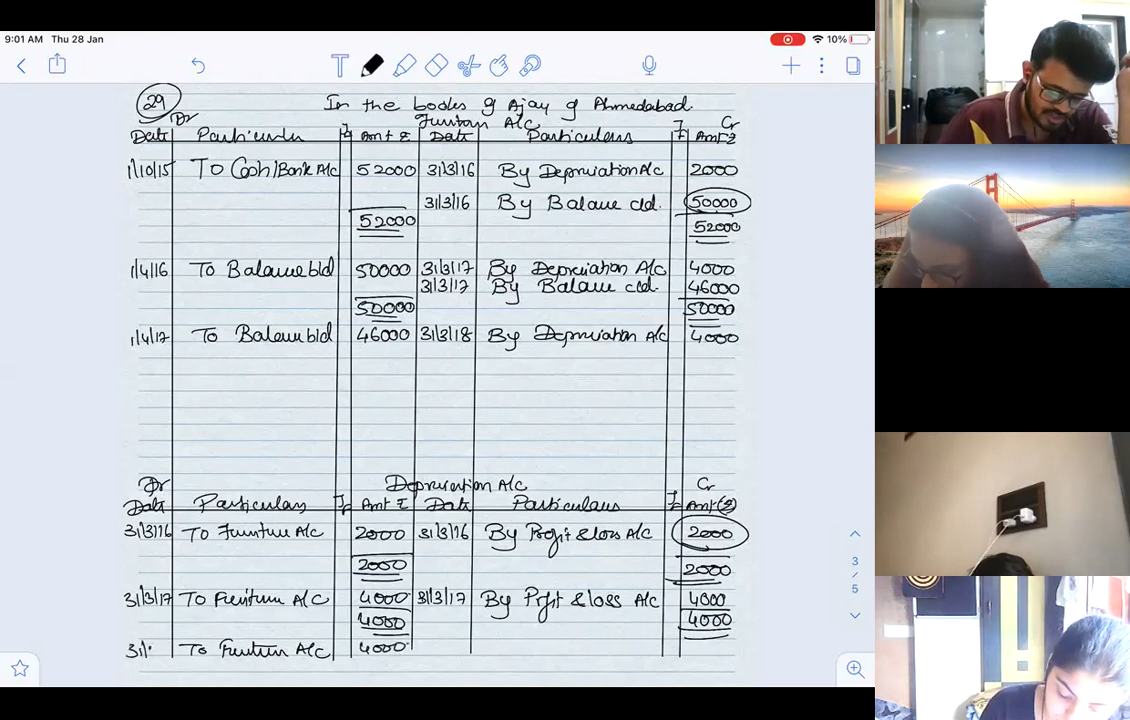 9:01 AM Thu 28 Jan
10%
T
29
In the books of Ajay of Ahmedabad.
Dr Furniture A/c Cr
Date Particulars J/F Amt ₹ Date Particulars J/F Amt ₹
1/10/15 To Cash/Bank A/c 52000 31/3/16 By Depreciation A/c 2000
31/3/16 By Balance c/d. 50000
52000 52000
1/4/16 To Balance b/d 50000 31/3/17 By Depreciation A/c 4000
31/3/17 By Balance c/d. 46000
50000 50000
1/4/17 To Balance b/d 46000 31/3/18 By Depreciation A/c 4000
Dr Depreciation A/c Cr
Date Particulars J/F Amt ₹ Date Particulars J/F Amt (₹)
31/3/16 To Furniture A/c 2000 31/3/16 By Profit & loss A/c 2000
2000 2000
31/3/17 To Furniture A/c 4000 31/3/17 By Profit & loss A/c 4000
4000 4000
31/ To Furniture A/c 4000
3
/
5